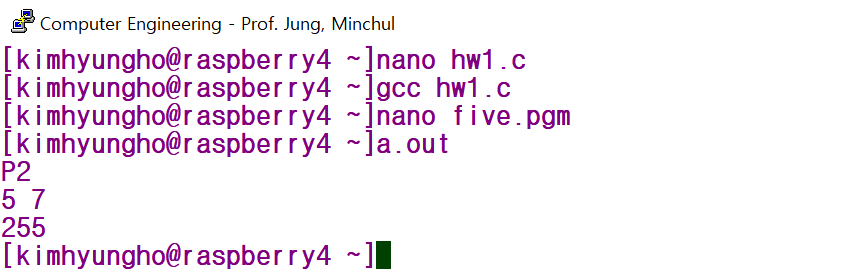 Computer Engineering - Prof. Jung, Minchul
[kimhyungho@raspberry4 ~]nano hw1.c
[kimhyungho@raspberry4 ~]gcc hw1.c
[kimhyungho@raspberry4 ~]nano five.pgm
[kimhyungho@raspberry4 ~]a.out
P2
5 7
255
[kimhyungho@raspberry4 ~]